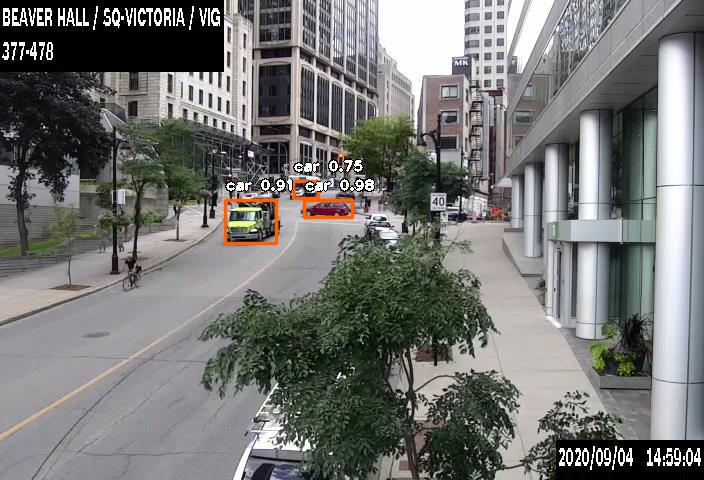 BEAVER HALL / SQ-VICTORIA / VIG
377-478
MK
car 0.75
car 0.91
car 0.98
40
2020/09/04 14:59:04